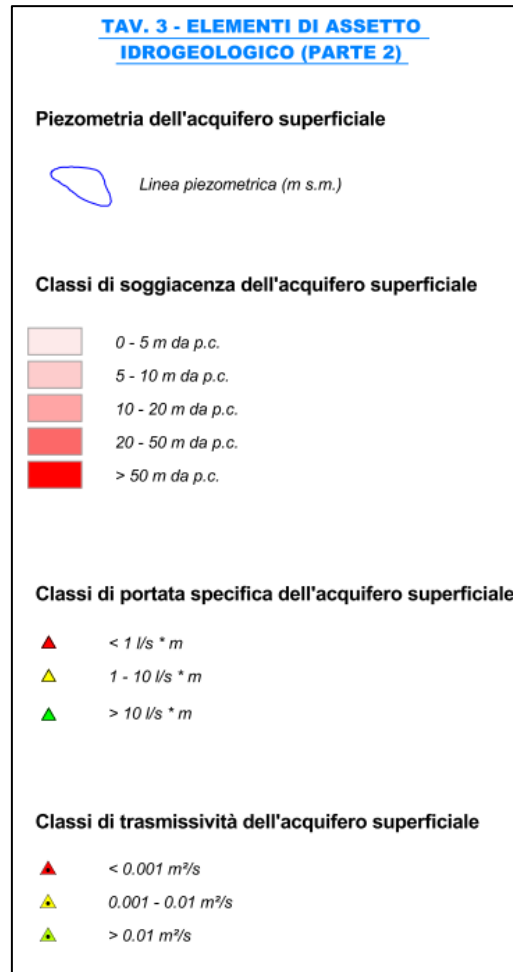 TAV. 3 - ELEMENTI DI ASSETTO
IDROGEOLOGICO (PARTE 2)
Piezometria dell'acquifero superficiale
Linea piezometrica (m s.m.)
Classi di soggiacenza dell'acquifero superficiale
0 - 5 m da p.c.
5 - 10 m da p.c.
10 - 20 m da p.c.
20 - 50 m da p.c.
> 50 m da p.c.
Classi di portata specifica dell'acquifero superficiale
< 1 l/s * m
1 - 10 l/s * m
> 10 l/s * m
Classi di trasmissività dell'acquifero superficiale
< 0.001 m²/s
0.001 - 0.01 m²/s
> 0.01 m²/s